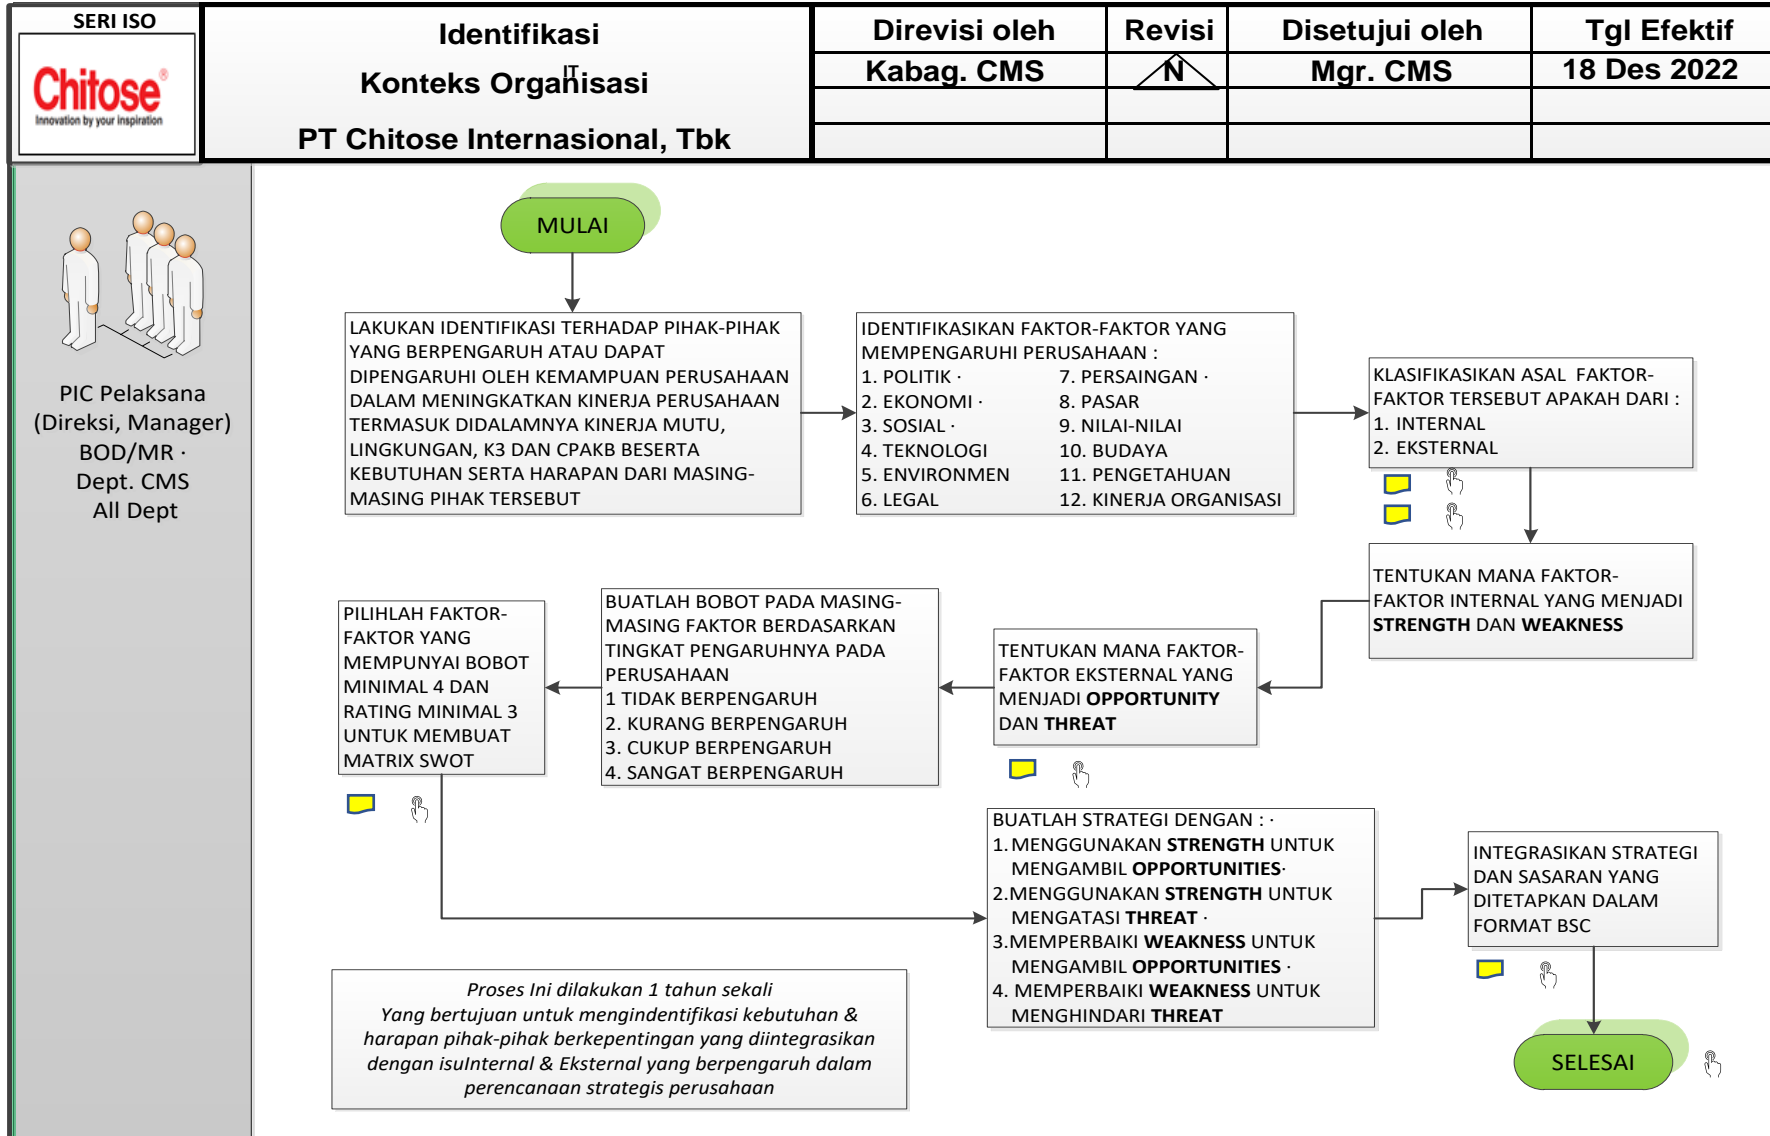 SERI ISO
Chitose®
Innovation by your inspiration
Identifikasi
Konteks Organisasi
IT
PT Chitose Internasional, Tbk
Direvisi oleh
Revisi
Disetujui oleh
Tgl Efektif
Kabag. CMS
N
Mgr. CMS
18 Des 2022
PIC Pelaksana
(Direksi, Manager)
BOD/MR ·
Dept. CMS
All Dept
MULAI
LAKUKAN IDENTIFIKASI TERHADAP PIHAK-PIHAK
YANG BERPENGARUH ATAU DAPAT
DIPENGARUHI OLEH KEMAMPUAN PERUSAHAAN
DALAM MENINGKATKAN KINERJA PERUSAHAAN
TERMASUK DIDALAMNYA KINERJA MUTU,
LINGKUNGAN, K3 DAN CPAKB BESERTA
KEBUTUHAN SERTA HARAPAN DARI MASING-
MASING PIHAK TERSEBUT
IDENTIFIKASIKAN FAKTOR-FAKTOR YANG
MEMPENGARUHI PERUSAHAAN :
1. POLITIK ·
2. EKONOMI ·
3. SOSIAL ·
4. TEKNOLOGI
5. ENVIRONMEN
6. LEGAL
7. PERSAINGAN ·
8. PASAR
9. NILAI-NILAI
10. BUDAYA
11. PENGETAHUAN
12. KINERJA ORGANISASI
KLASIFIKASIKAN ASAL  FAKTOR-
FAKTOR TERSEBUT APAKAH DARI :
1. INTERNAL
2. EKSTERNAL
TENTUKAN MANA FAKTOR-
FAKTOR INTERNAL YANG MENJADI
STRENGTH DAN WEAKNESS
TENTUKAN MANA FAKTOR-
FAKTOR EKSTERNAL YANG
MENJADI OPPORTUNITY
DAN THREAT
BUATLAH BOBOT PADA MASING-
MASING FAKTOR BERDASARKAN
TINGKAT PENGARUHNYA PADA
PERUSAHAAN
1 TIDAK BERPENGARUH
2. KURANG BERPENGARUH
3. CUKUP BERPENGARUH
4. SANGAT BERPENGARUH
PILIHLAH FAKTOR-
FAKTOR YANG
MEMPUNYAI BOBOT
MINIMAL 4 DAN
RATING MINIMAL 3
UNTUK MEMBUAT
MATRIX SWOT
BUATLAH STRATEGI DENGAN : ·
1. MENGGUNAKAN STRENGTH UNTUK
MENGAMBIL OPPORTUNITIES·
2.MENGGUNAKAN STRENGTH UNTUK
MENGATASI THREAT ·
3.MEMPERBAIKI WEAKNESS UNTUK
MENGAMBIL OPPORTUNITIES ·
4. MEMPERBAIKI WEAKNESS UNTUK
MENGHINDARI THREAT
INTEGRASIKAN STRATEGI
DAN SASARAN YANG
DITETAPKAN DALAM
FORMAT BSC
SELESAI
Proses Ini dilakukan 1 tahun sekali
Yang bertujuan untuk mengindentifikasi kebutuhan &
harapan pihak-pihak berkepentingan yang diintegrasikan
dengan isuInternal & Eksternal yang berpengaruh dalam
perencanaan strategis perusahaan